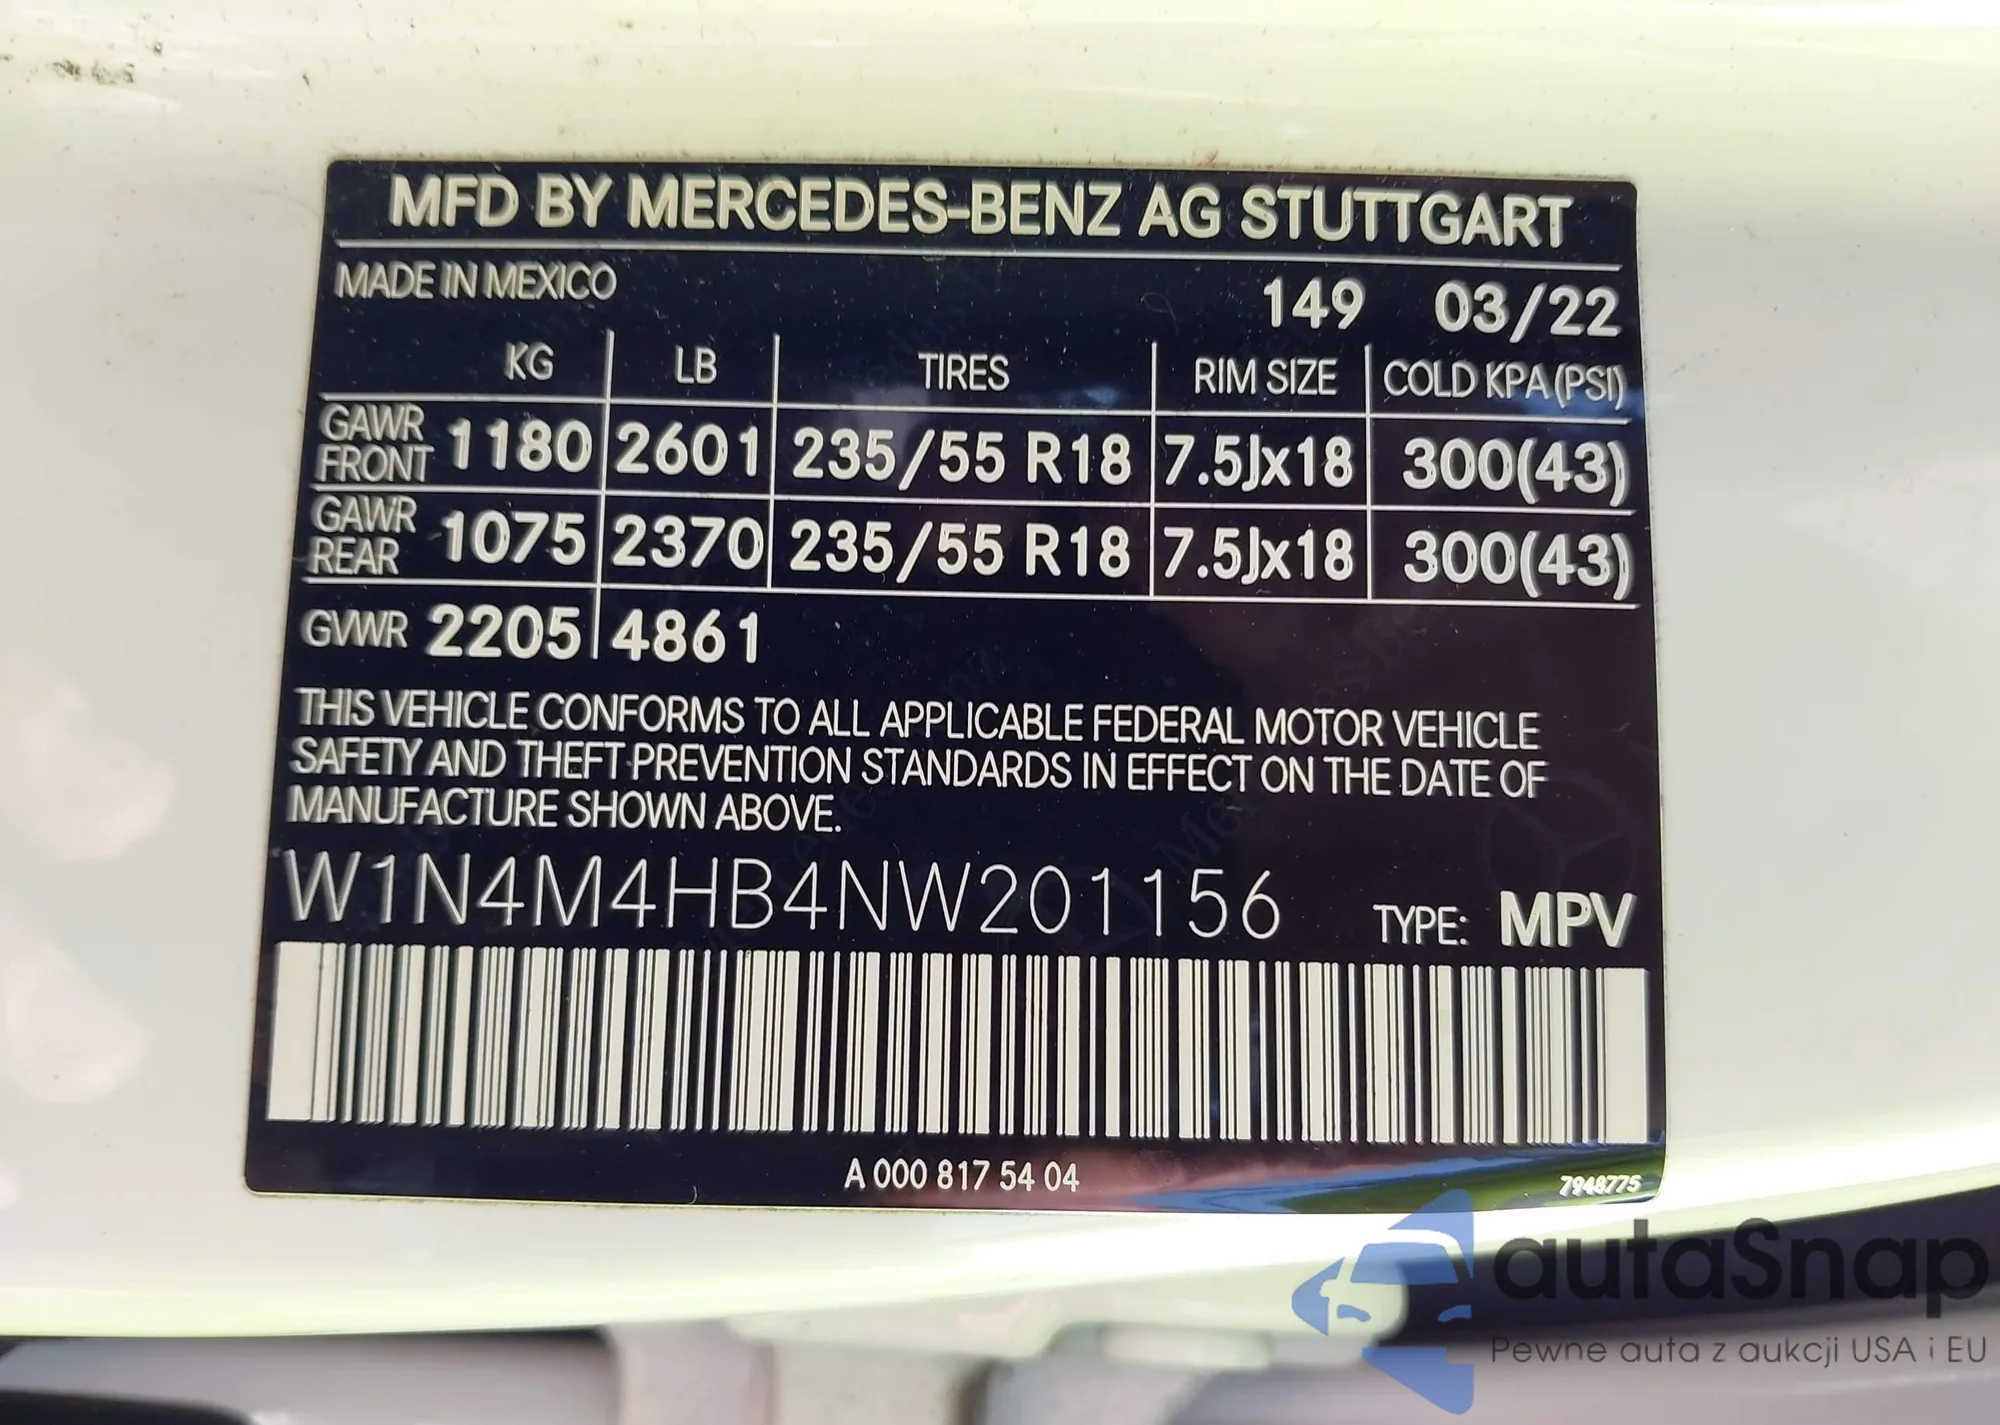 MFD BY MERCEDES-BENZ AG STUTTGART
MADE IN MEXICO 149 03/22
KG LB TIRES RIM SIZE COLD KPA (PSI)
GAWR FRONT 1180 2601 235/55 R18 7.5Jx18 300(43)
GAWR REAR 1075 2370 235/55 R18 7.5Jx18 300(43)
GVWR 2205 4861
THIS VEHICLE CONFORMS TO ALL APPLICABLE FEDERAL MOTOR VEHICLE
SAFETY AND THEFT PREVENTION STANDARDS IN EFFECT ON THE DATE OF
MANUFACTURE SHOWN ABOVE.
W1N4M4HB4NW201156 TYPE: MPV
A 000 817 54 04
7948775
autaSnap
Pewne auta z aukcji USA i EU